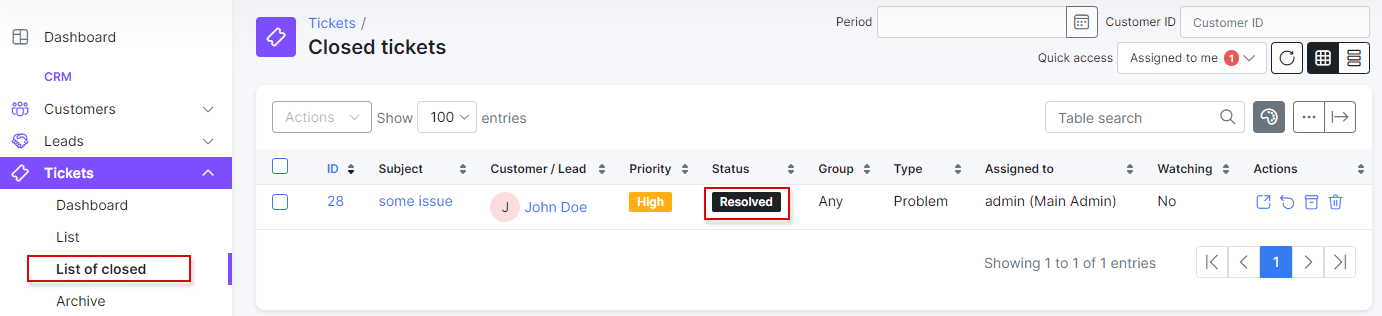 Dashboard
CRM
Customers
Leads
Tickets
Dashboard
List
List of closed
Archive
Tickets /
Closed tickets
Period
Customer ID Customer ID
Quick access Assigned to me 1
Actions Show 100 entries
Table search
ID Subject Customer / Lead Priority Status Group Type Assigned to Watching Actions
28 some issue J John Doe High Resolved Any Problem admin (Main Admin) No
Showing 1 to 1 of 1 entries 1